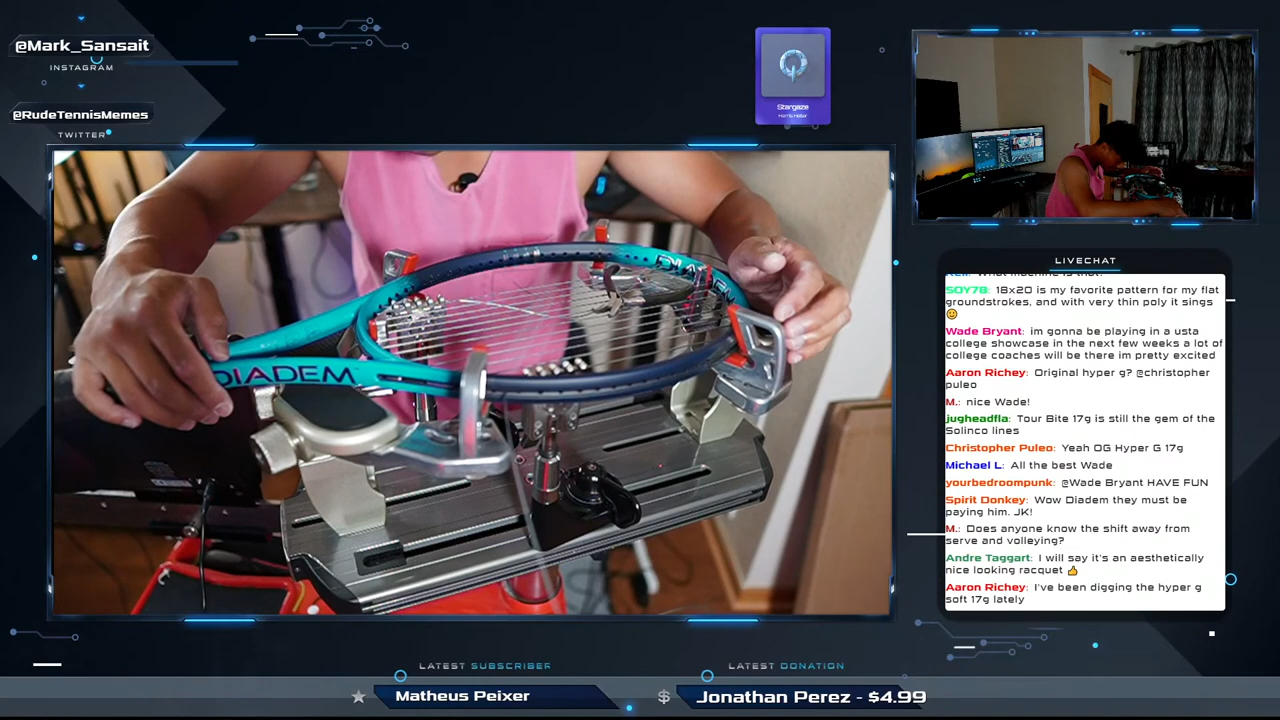 @Mark_Sansait
INSTAGRAM
@RudeTennisMemes
TWITTER
Stargaze
Harris Heller
DIADEM
DIADEM
LIVECHAT
SOY78: 18x20 is my favorite pattern for my flat
groundstrokes, and with very thin poly it sings
Wade Bryant: im gonna be playing in a usta
college showcase in the next few weeks a lot of
college coaches will be there im pretty excited
Aaron Richey: Original hyper g? @christopher
puleo
M.: nice Wade!
jugheadfla: Tour Bite 17g is still the gem of the
Solinco lines
Christopher Puleo: Yeah OG Hyper G 17g
Michael L: All the best Wade
yourbedroompunk: @Wade Bryant HAVE FUN
Spirit Donkey: Wow Diadem they must be
paying him. JK!
M.: Does anyone know the shift away from
serve and volleying?
Andre Taggart: I will say it's an aesthetically
nice looking racquet 👍
Aaron Richey: I've been digging the hyper g
soft 17g lately
LATEST SUBSCRIBER
Matheus Peixer
LATEST DONATION
$ Jonathan Perez - $4.99